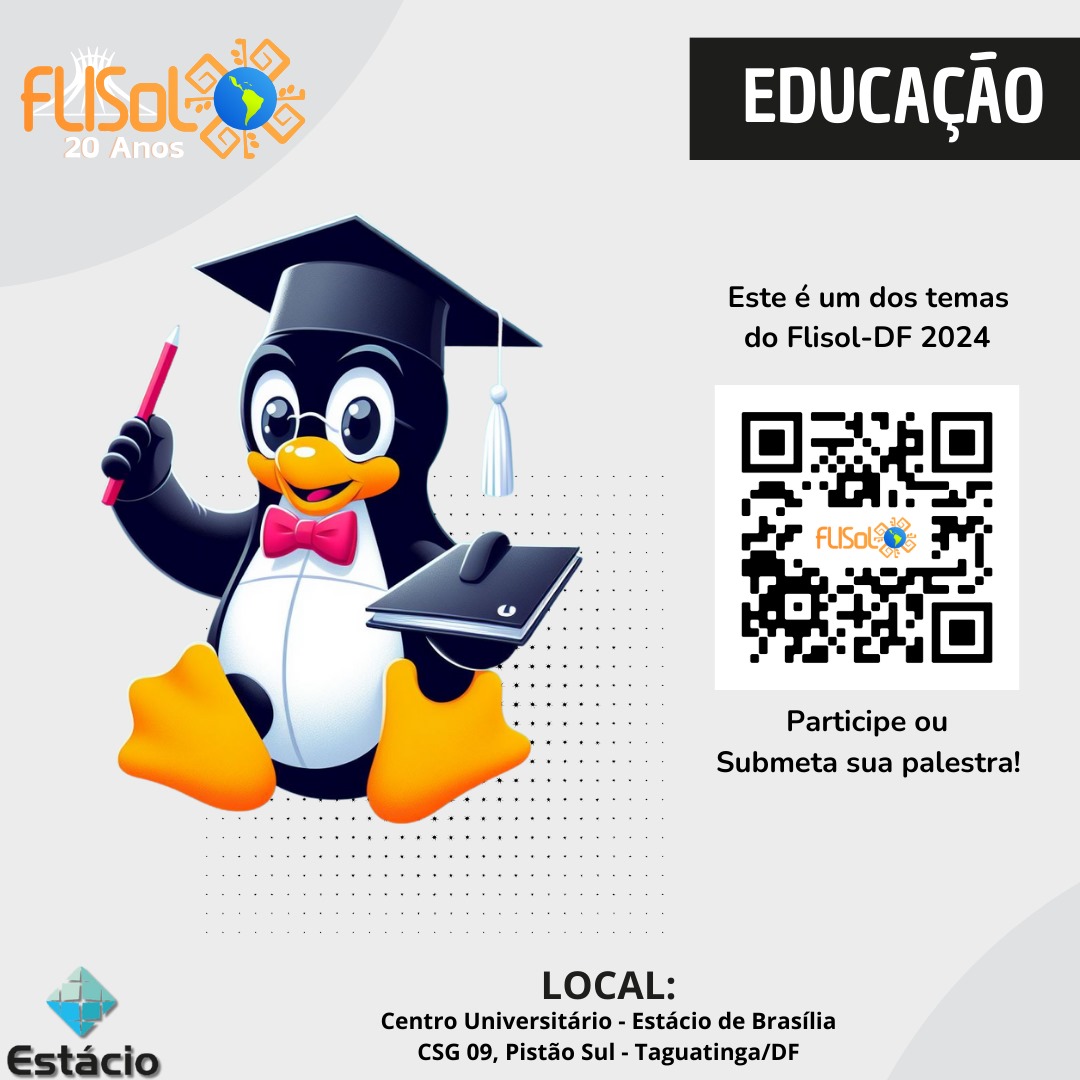 FLISol
20 Anos
EDUCAÇÃO
Este é um dos temas
do Flisol-DF 2024
FLISol
Participe ou
Submeta sua palestra!
LOCAL:
Centro Universitário - Estácio de Brasília
CSG 09, Pistão Sul - Taguatinga/DF
Estácio